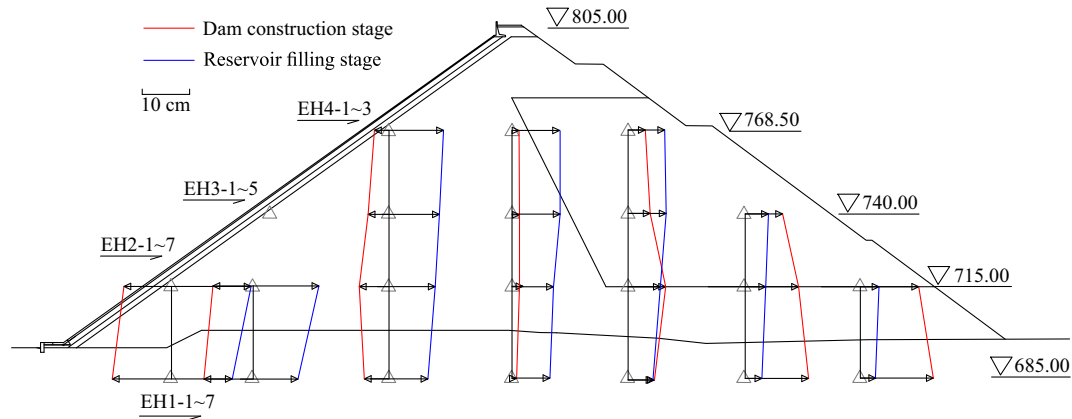 805.00
Dam construction stage
Reservoir filling stage
10 cm
EH4-1~3
768.50
EH3-1~5
740.00
EH2-1~7
715.00
685.00
EH1-1~7